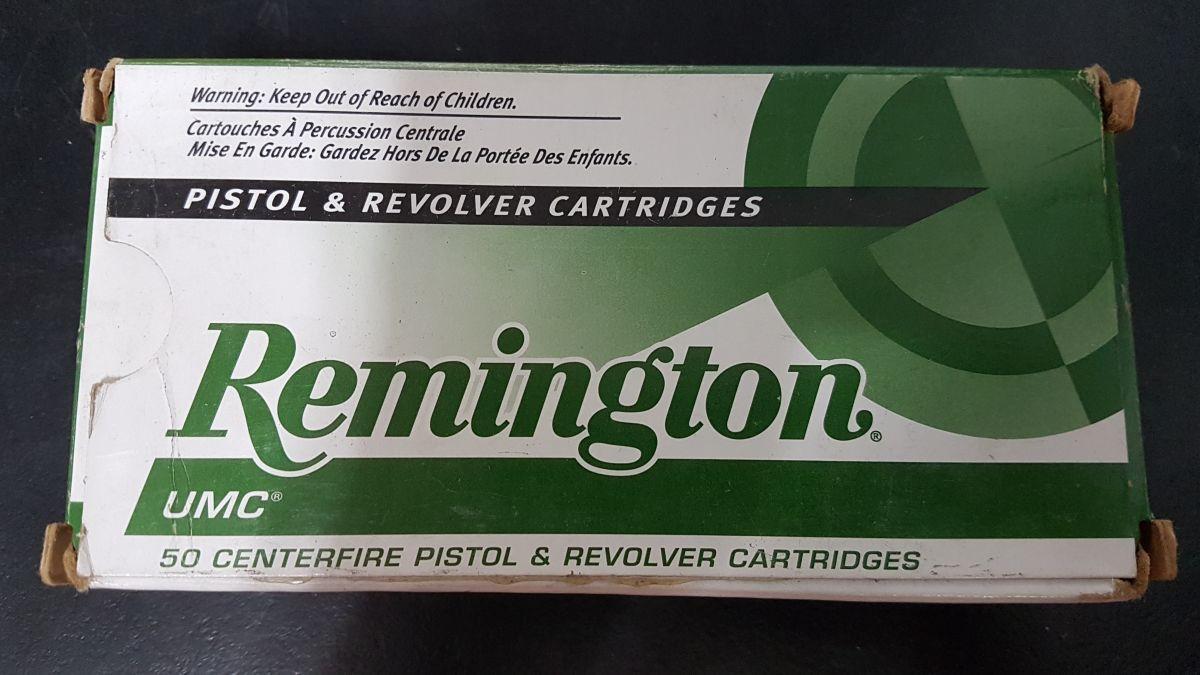 Warning: Keep Out of Reach of Children.
Cartouches À Percussion Centrale
Mise En Garde: Gardez Hors De La Portée Des Enfants.
PISTOL & REVOLVER CARTRIDGES
Remington®
UMC®
50 CENTERFIRE PISTOL & REVOLVER CARTRIDGES